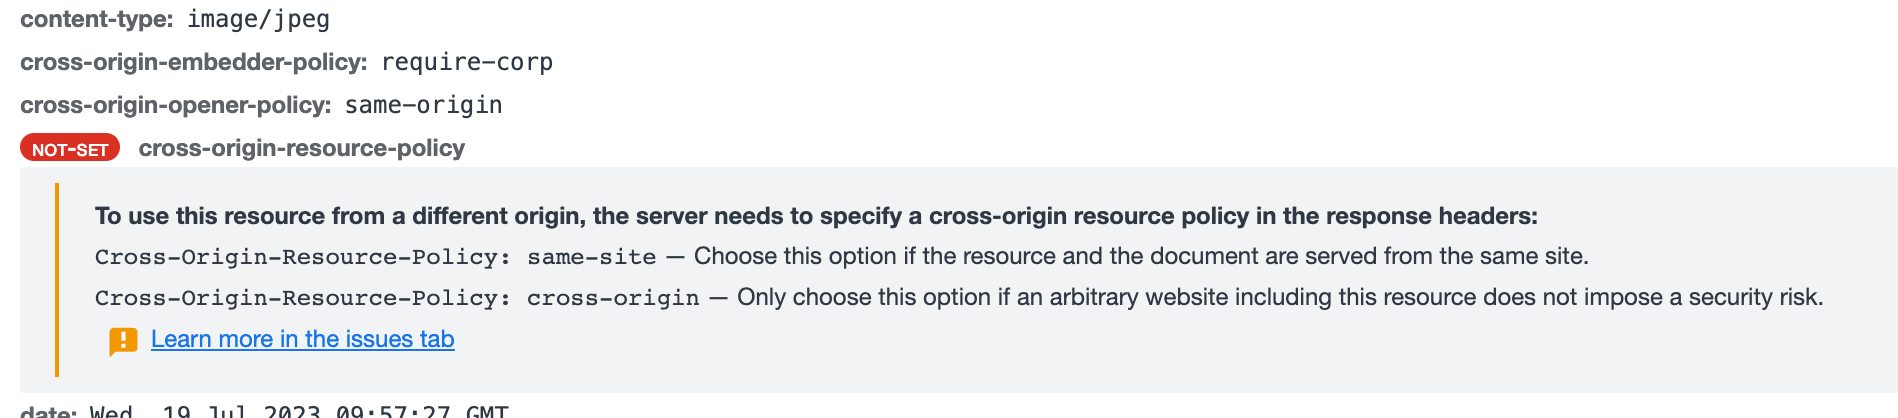 content-type: image/jpeg
cross-origin-embedder-policy: require-corp
cross-origin-opener-policy: same-origin
NOT-SET cross-origin-resource-policy
To use this resource from a different origin, the server needs to specify a cross-origin resource policy in the response headers:
Cross-Origin-Resource-Policy: same-site — Choose this option if the resource and the document are served from the same site.
Cross-Origin-Resource-Policy: cross-origin — Only choose this option if an arbitrary website including this resource does not impose a security risk.
Learn more in the issues tab
date: Wed, 19 Jul 2023 09:57:27 GMT